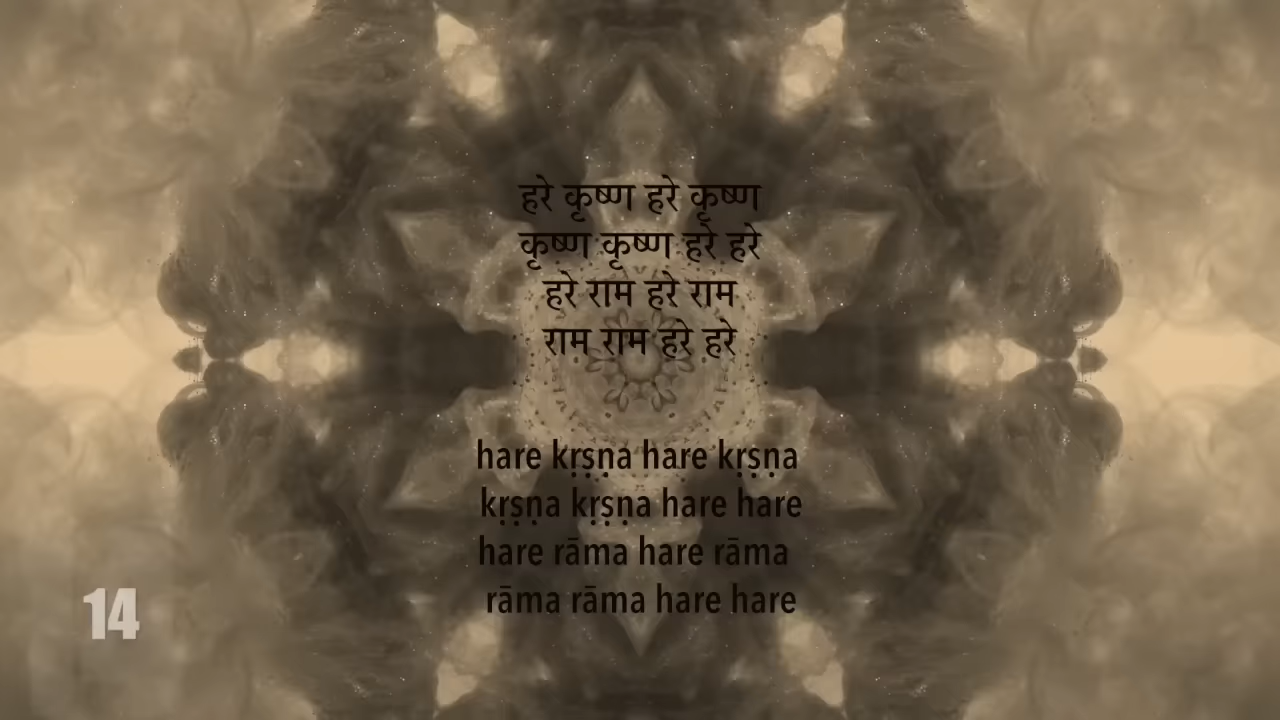 हरे कृष्ण हरे कृष्ण
कृष्ण कृष्ण हरे हरे
हरे राम हरे राम
राम राम हरे हरे
hare kṛṣṇa hare kṛṣṇa
kṛṣṇa kṛṣṇa hare hare
hare rāma hare rāma
rāma rāma hare hare
14